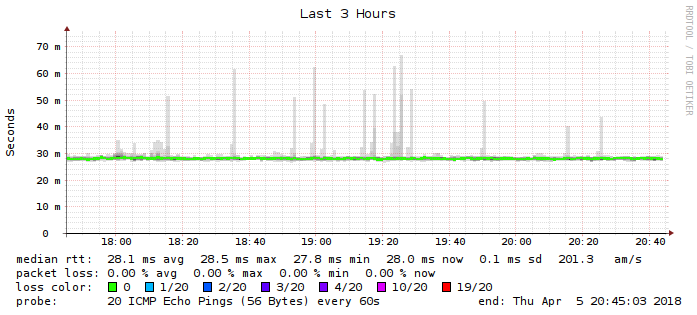 Last 3 Hours
RRDTOOL / TOBI OETIKER
Seconds
70 m
60 m
50 m
40 m
30 m
20 m
10 m
0
18:00 18:20 18:40 19:00 19:20 19:40 20:00 20:20 20:40
median rtt: 28.1 ms avg 28.5 ms max 27.8 ms min 28.0 ms now 0.1 ms sd 201.3 am/s
packet loss: 0.00 % avg 0.00 % max 0.00 % min 0.00 % now
loss color: 0 1/20 2/20 3/20 4/20 10/20 19/20
probe: 20 ICMP Echo Pings (56 Bytes) every 60s end: Thu Apr 5 20:45:03 2018